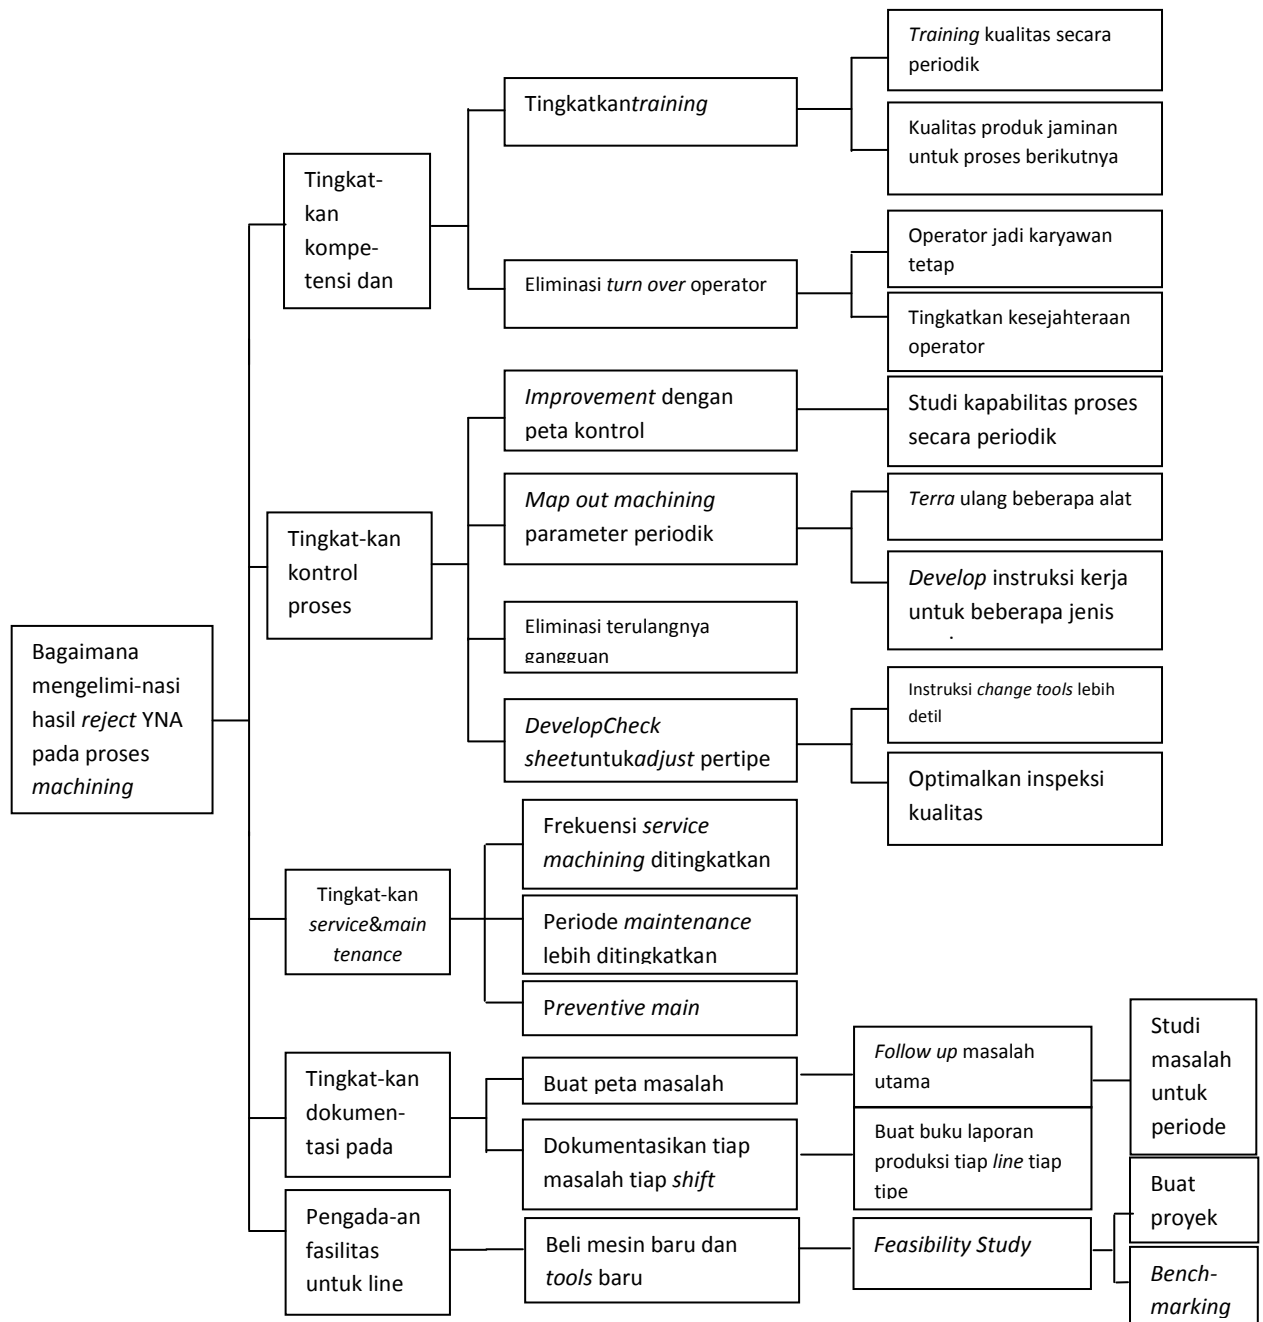 Bagaimana
mengelimi-nasi
hasil reject YNA
pada proses
machining
Tingkat-
kan
kompe-
tensi dan
Tingkatkantraining
Training kualitas secara
periodik
Kualitas produk jaminan
untuk proses berikutnya
Eliminasi turn over operator
Operator jadi karyawan
tetap
Tingkatkan kesejahteraan
operator
Tingkat-kan
kontrol
proses
Improvement dengan
peta kontrol
Studi kapabilitas proses
secara periodik
Map out machining
parameter periodik
Terra ulang beberapa alat
Develop instruksi kerja
untuk beberapa jenis
Eliminasi terulangnya
gangguan
DevelopCheck
sheetuntukadjust pertipe
Instruksi change tools lebih
detil
Optimalkan inspeksi
kualitas
Tingkat-kan
service&main
tenance
Frekuensi service
machining ditingkatkan
Periode maintenance
lebih ditingkatkan
Preventive main
Tingkat-kan
dokumen-
tasi pada
Buat peta masalah
Follow up masalah
utama
Studi
masalah
untuk
periode
Dokumentasikan tiap
masalah tiap shift
Buat buku laporan
produksi tiap line tiap
tipe
Pengada-an
fasilitas
untuk line
Beli mesin baru dan
tools baru
Feasibility Study
Buat
proyek
Bench-
marking